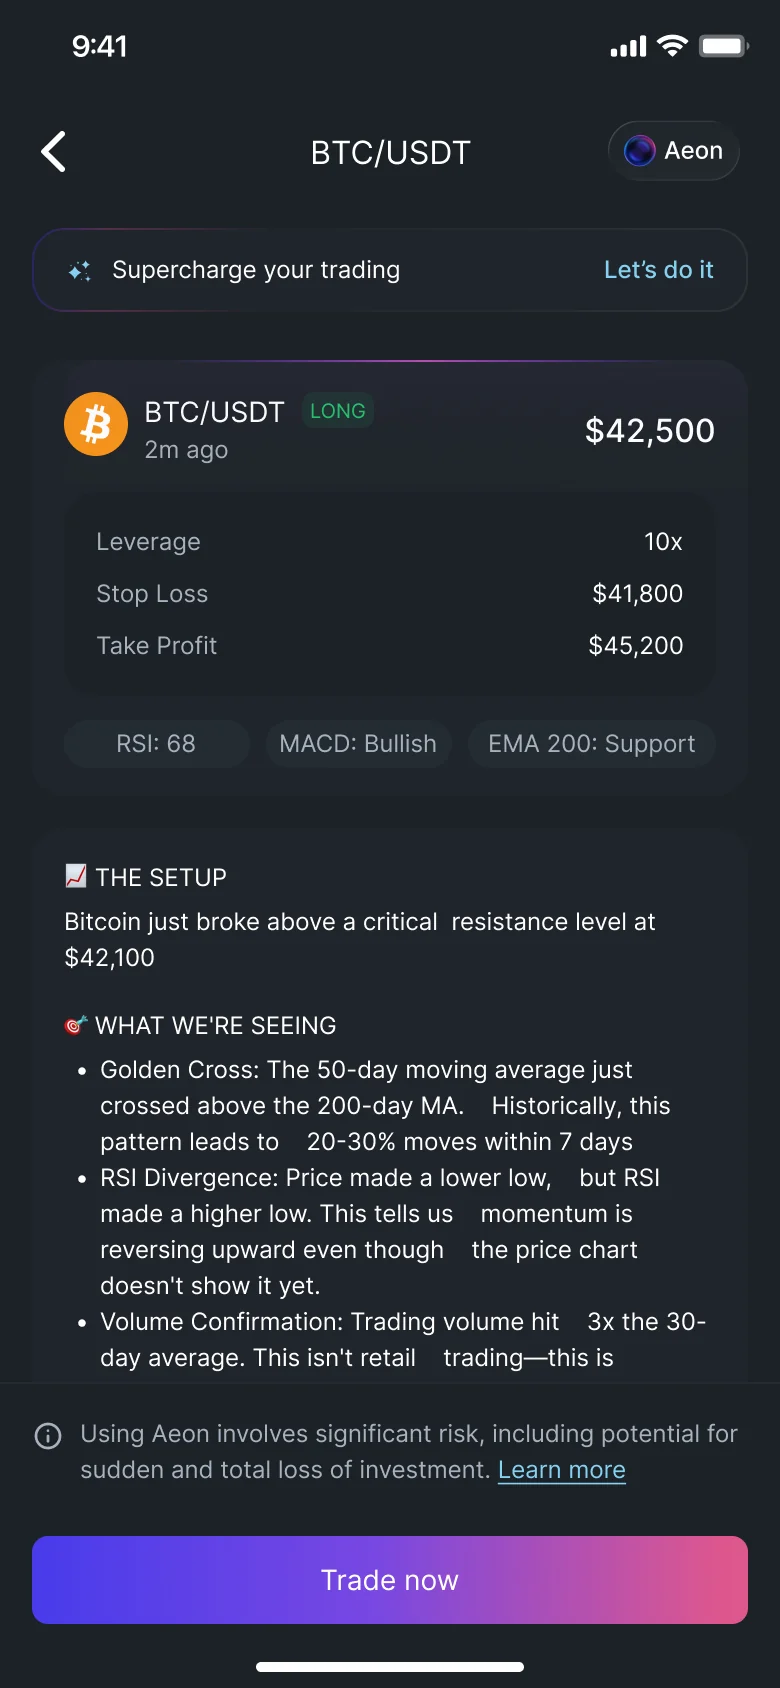 9:41
BTC/USDT
Aeon
Supercharge your trading
Let’s do it
BTC/USDT LONG
2m ago
$42,500
Leverage 10x
Stop Loss $41,800
Take Profit $45,200
RSI: 68 MACD: Bullish EMA 200: Support
📈 THE SETUP
Bitcoin just broke above a critical  resistance level at
$42,100
🎯 WHAT WE'RE SEEING
• Golden Cross: The 50-day moving average just
crossed above the 200-day MA.    Historically, this
pattern leads to    20-30% moves within 7 days
• RSI Divergence: Price made a lower low,    but RSI
made a higher low. This tells us    momentum is
reversing upward even though    the price chart
doesn't show it yet.
• Volume Confirmation: Trading volume hit    3x the 30-
day average. This isn't retail    trading—this is
Using Aeon involves significant risk, including potential for
sudden and total loss of investment. Learn more
Trade now